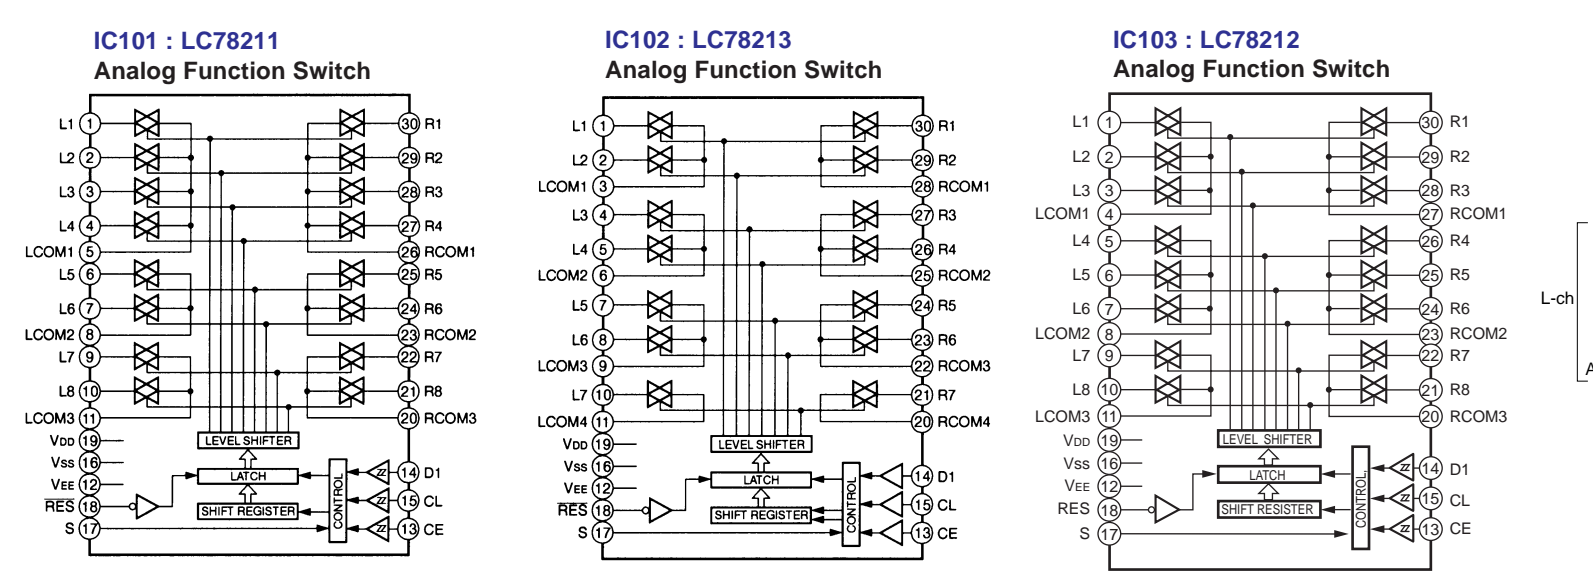 IC101 : LC78211
Analog Function Switch
L1 1 30 R1
L2 2 29 R2
L3 3 28 R3
L4 4 27 R4
LCOM1 5 26 RCOM1
L5 6 25 R5
L6 7 24 R6
LCOM2 8 23 RCOM2
L7 9 22 R7
L8 10 21 R8
LCOM3 11 20 RCOM3
VDD 19
LEVEL SHIFTER
VSS 16
LATCH
14 D1
VEE 12
CONTROL
15 CL
RES 18
SHIFT REGISTER
S 17
13 CE
IC102 : LC78213
Analog Function Switch
L1 1 30 R1
L2 2 29 R2
LCOM1 3 28 RCOM1
L3 4 27 R3
L4 5 26 R4
LCOM2 6 25 RCOM2
L5 7 24 R5
L6 8 23 R6
LCOM3 9 22 RCOM3
L7 10 21 R7
LCOM4 11 20 RCOM4
VDD 19
LEVEL SHIFTER
Vss 16
LATCH
14 D1
VEE 12
CONTROL
15 CL
RES 18
SHIFT REGISTER
S 17
13 CE
IC103 : LC78212
Analog Function Switch
L1 1 30 R1
L2 2 29 R2
L3 3 28 R3
LCOM1 4 27 RCOM1
L4 5 26 R4
L5 6 25 R5
L6 7 24 R6
LCOM2 8 23 RCOM2
L7 9 22 R7
L8 10 21 R8
LCOM3 11 20 RCOM3
VDD 19
LEVEL SHIFTER
Vss 16
LATCH
14 D1
VEE 12
CONTROL,
15 CL
RES 18
SHIFT RESISTER
S 17
13 CE
L-ch
A